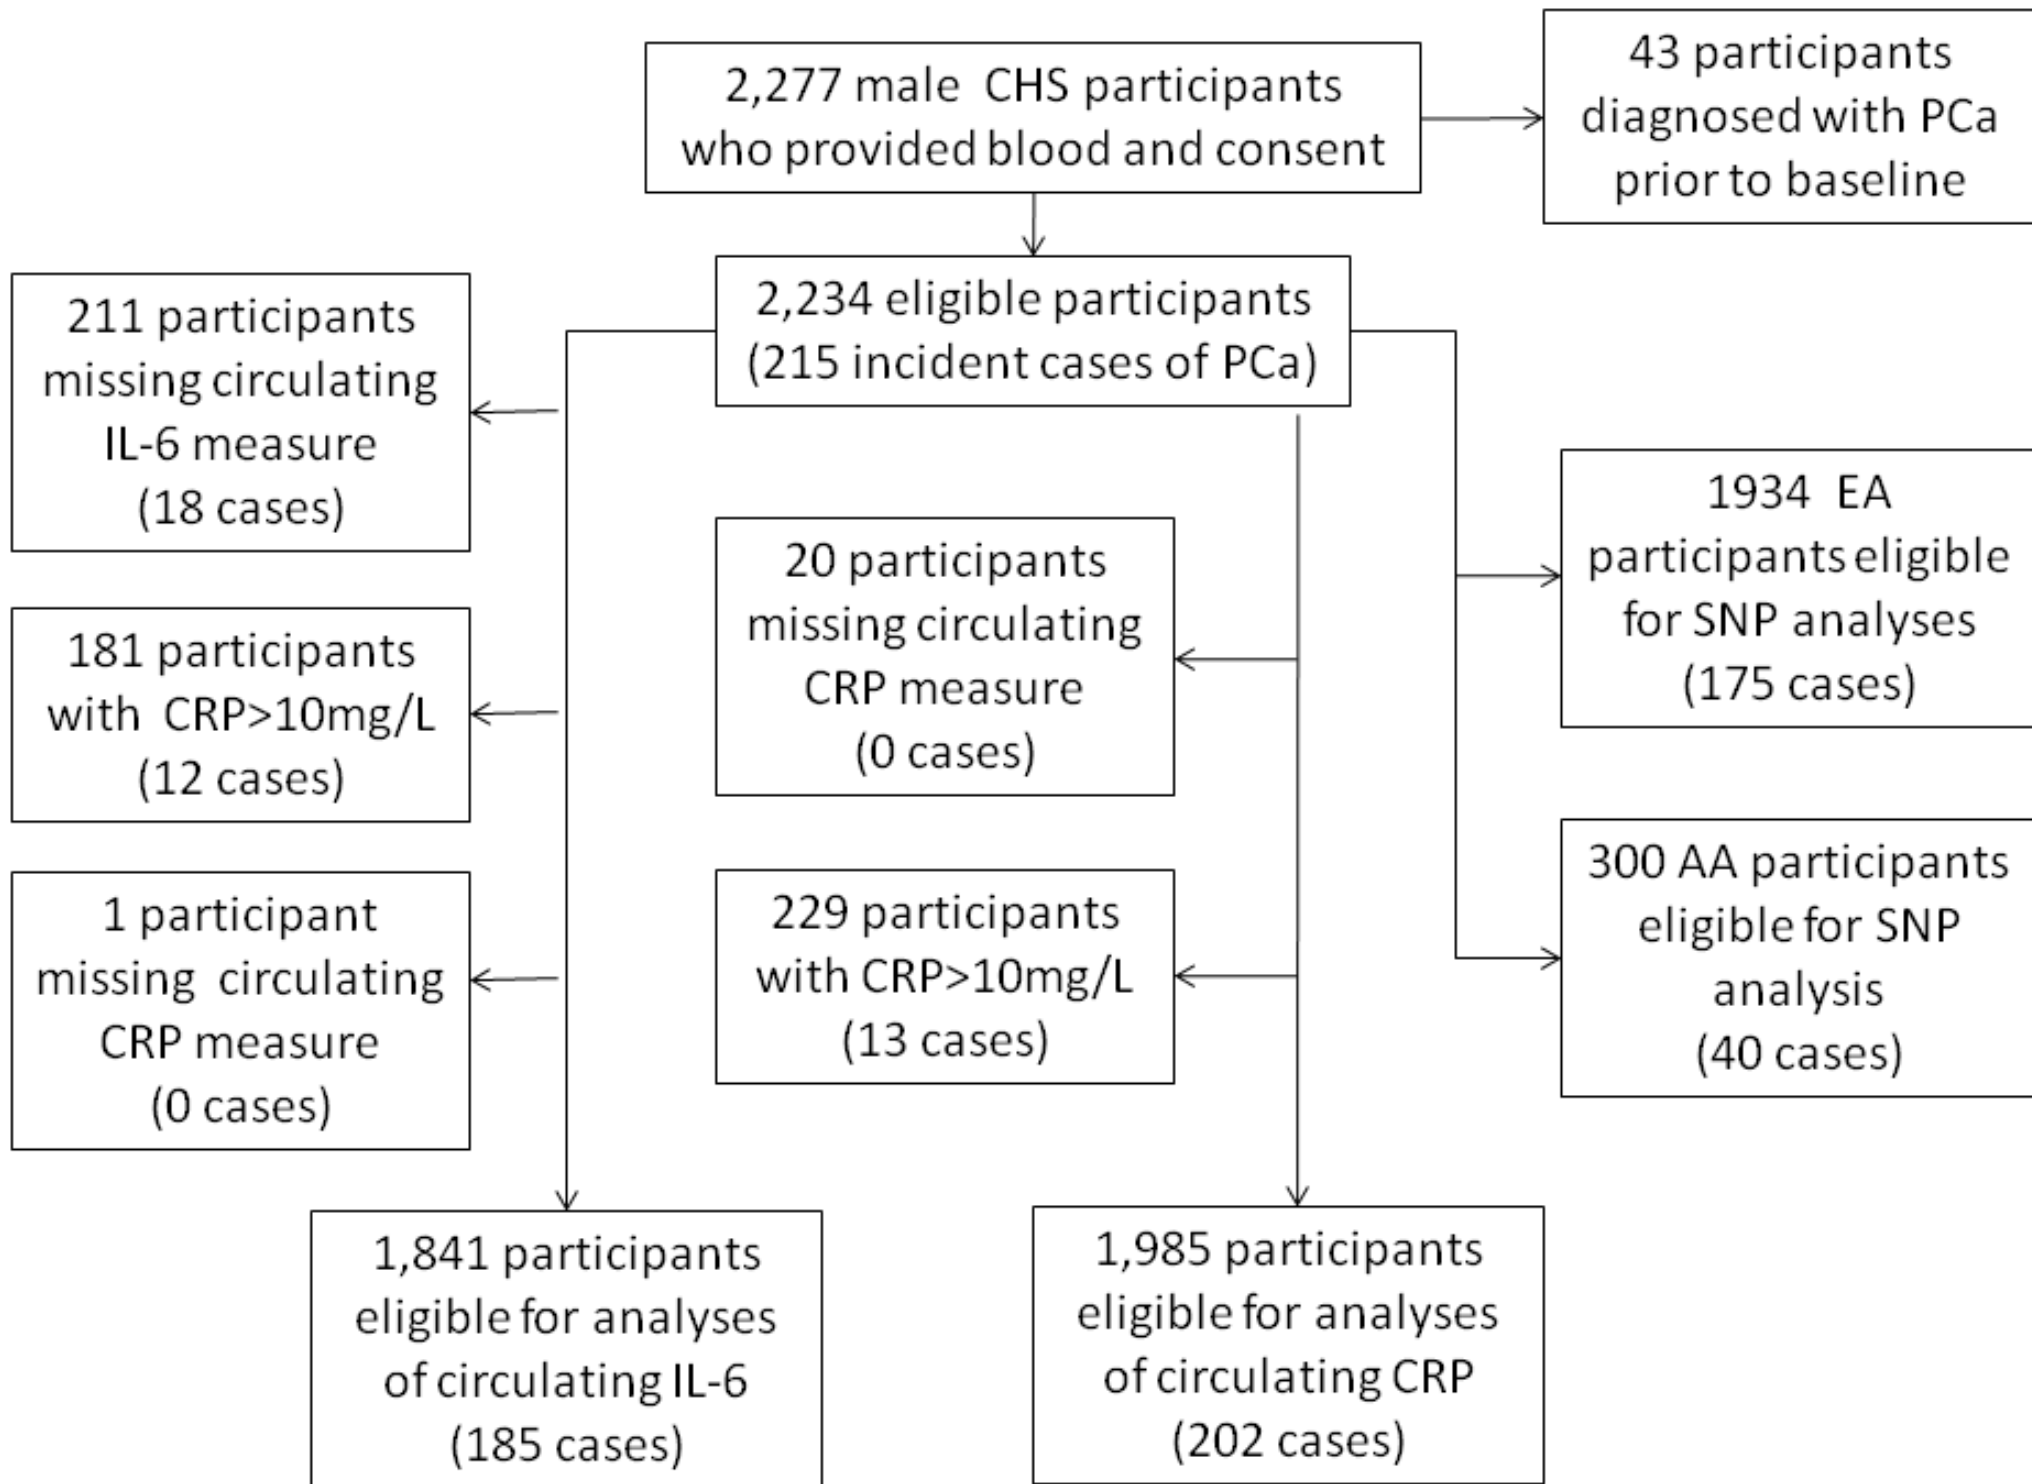 2,277 male CHS participants
who provided blood and consent
43 participants
diagnosed with PCa
prior to baseline
2,234 eligible participants
(215 incident cases of PCa)
211 participants
missing circulating
IL-6 measure
(18 cases)
181 participants
with CRP>10mg/L
(12 cases)
1 participant
missing circulating
CRP measure
(0 cases)
20 participants
missing circulating
CRP measure
(0 cases)
229 participants
with CRP>10mg/L
(13 cases)
1934 EA
participants eligible
for SNP analyses
(175 cases)
300 AA participants
eligible for SNP
analysis
(40 cases)
1,841 participants
eligible for analyses
of circulating IL-6
(185 cases)
1,985 participants
eligible for analyses
of circulating CRP
(202 cases)